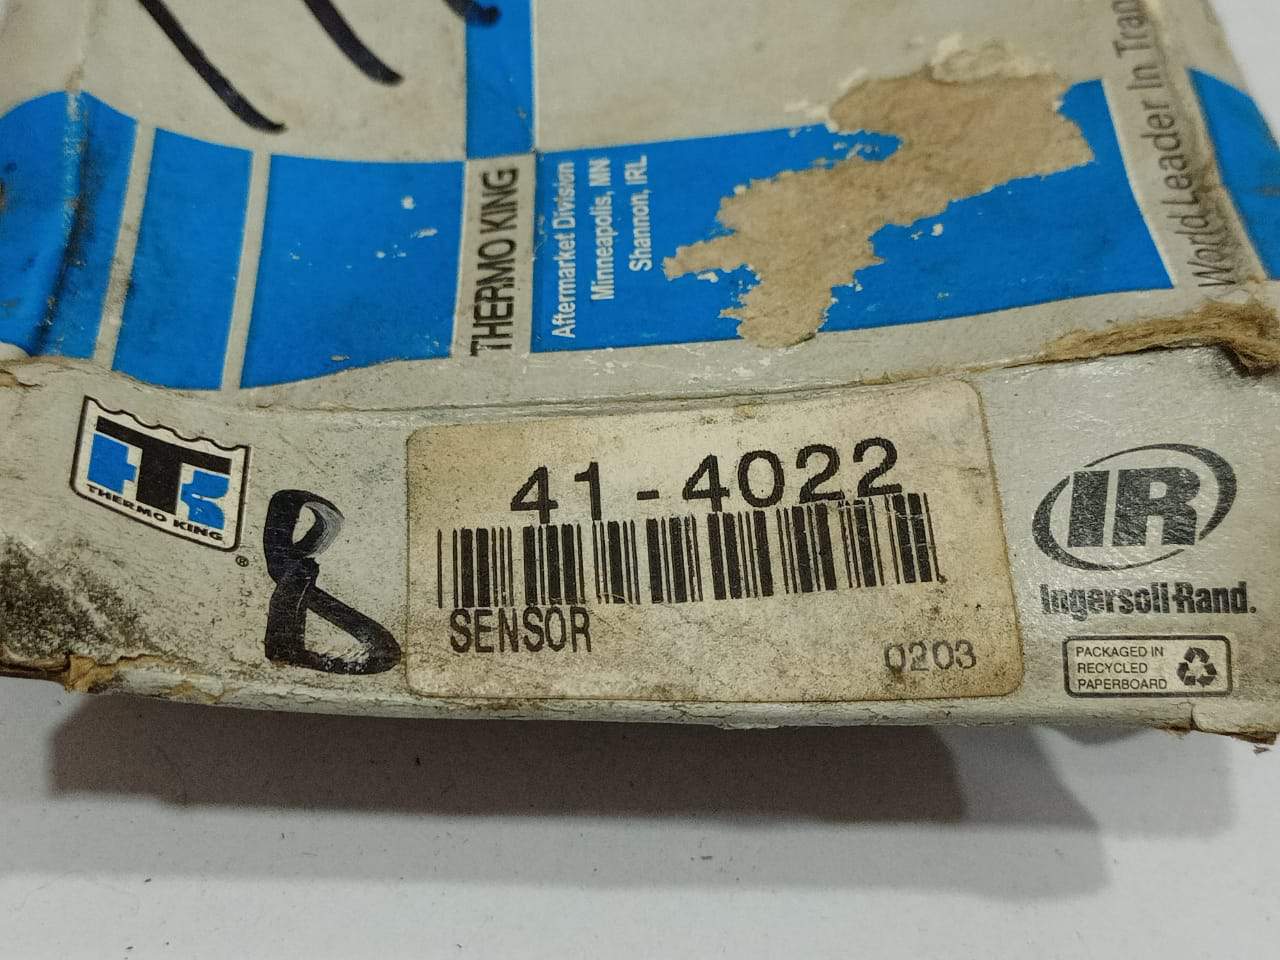 THERMO KING
Aftermarket Division
Minneapolis, MN
Shannon, IRL
World Leader In Tran
TK
THERMO KING
®
8
41-4022
SENSOR
0203
IR
Ingersoll-Rand.
PACKAGED IN
RECYCLED
PAPERBOARD